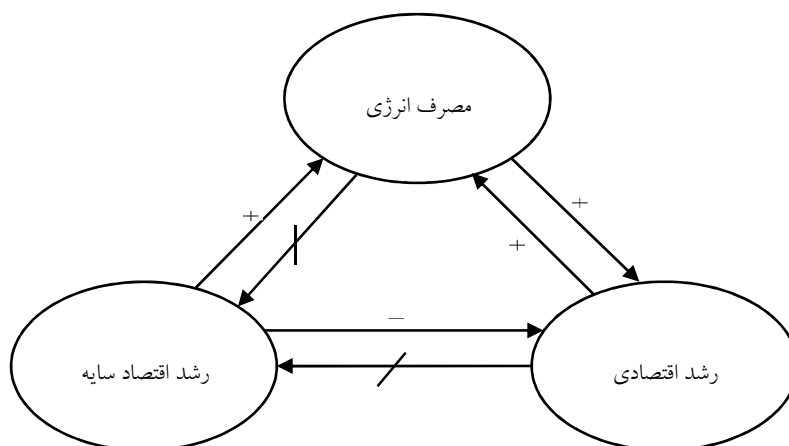 مصرف انرژی
+
+
+
–
رشد اقتصاد سایه
رشد اقتصادی